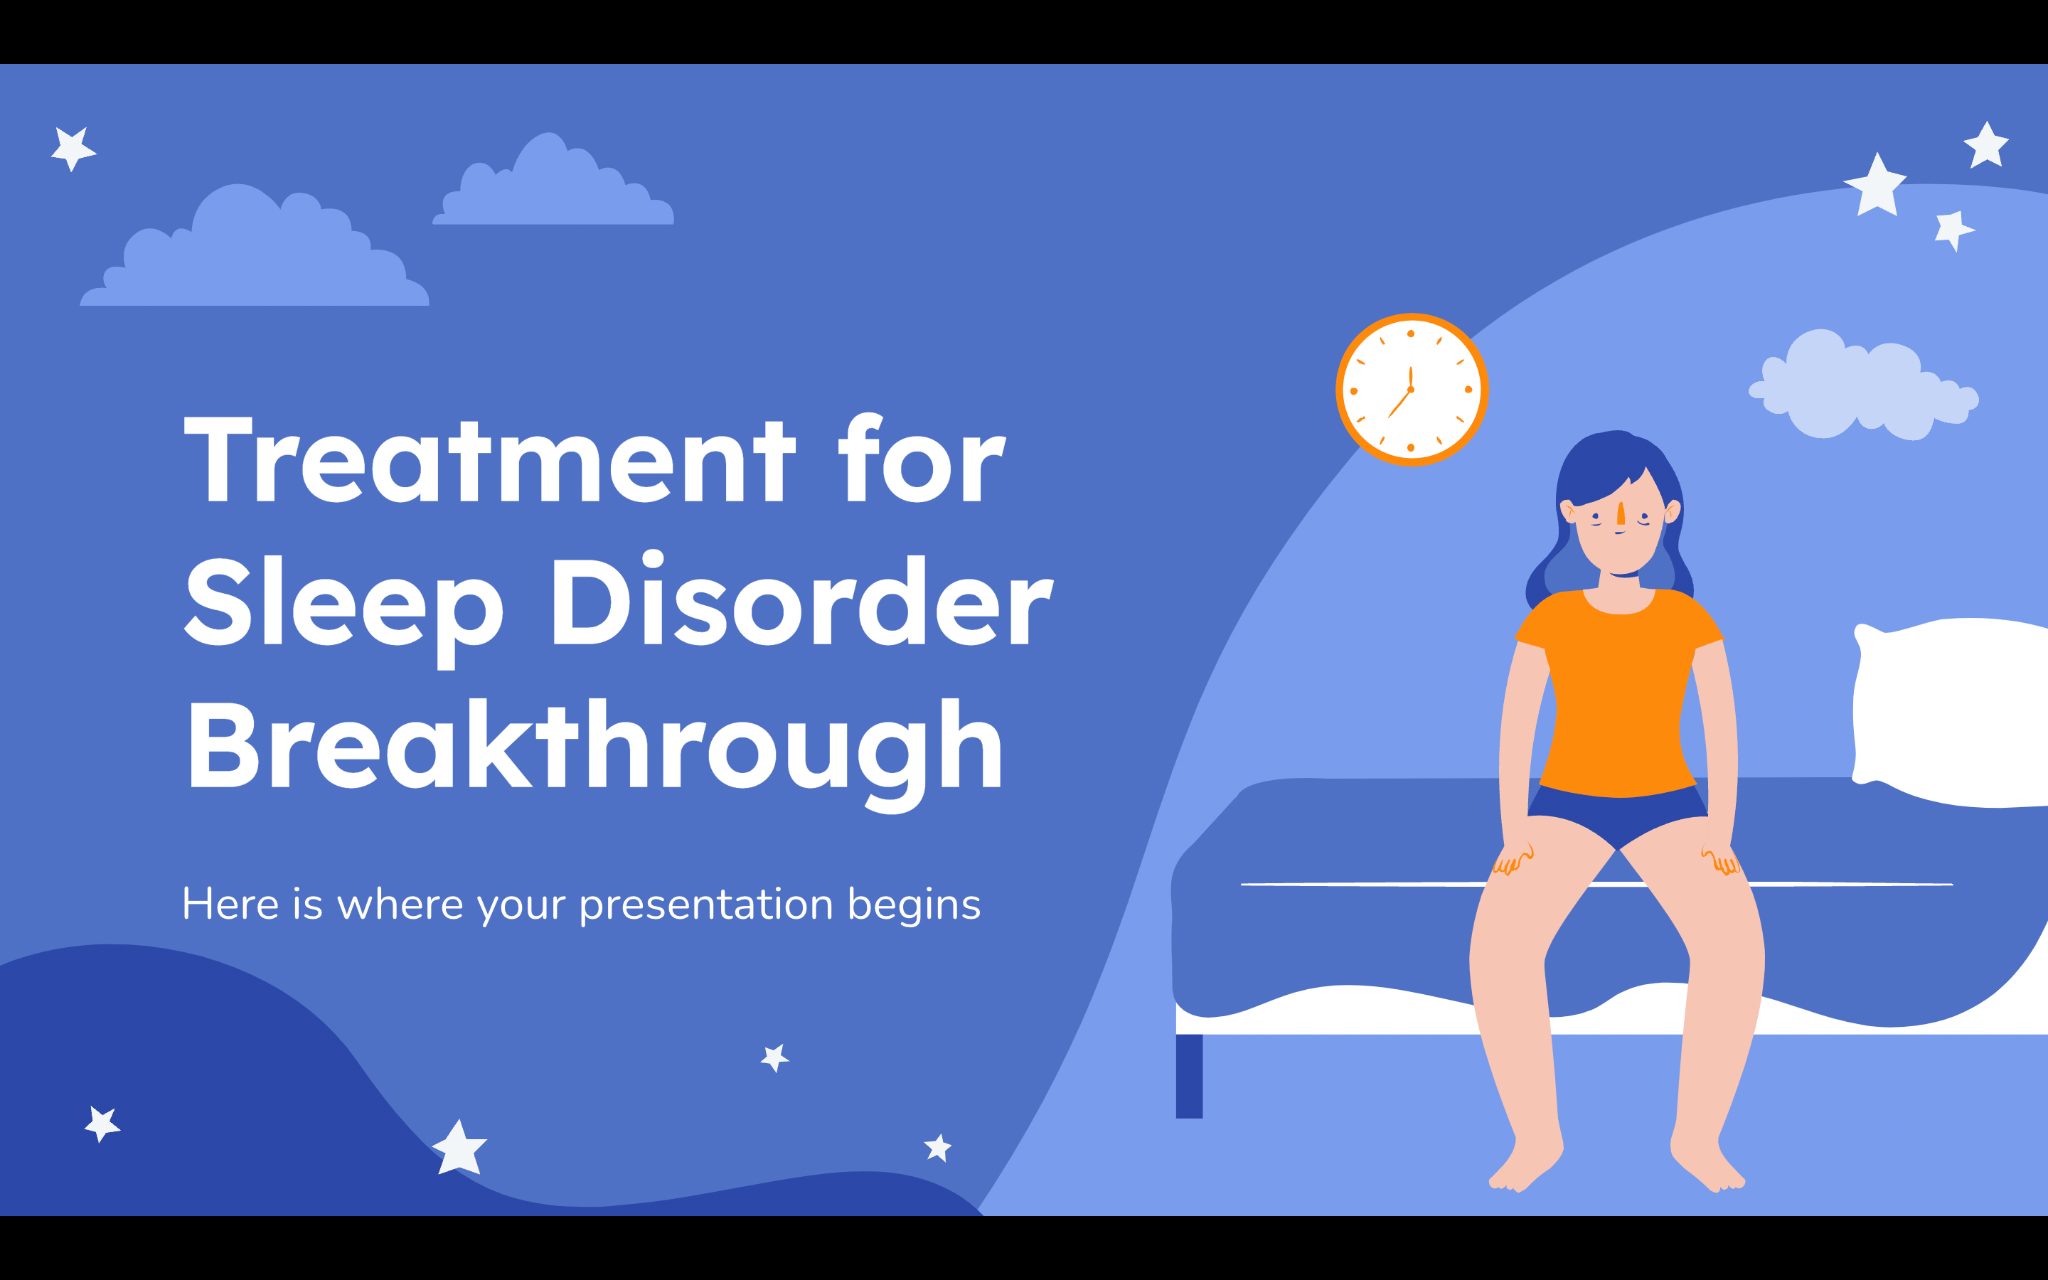 Treatment for
Sleep Disorder
Breakthrough
Here is where your presentation begins